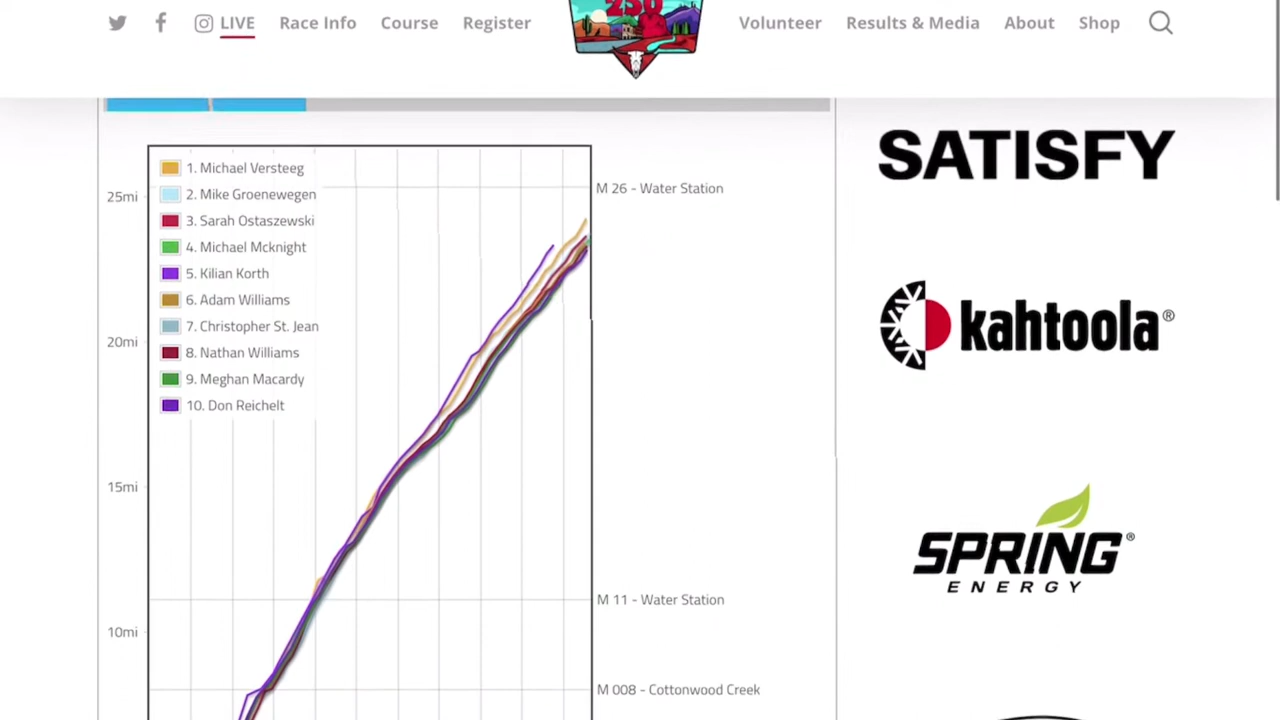 LIVE Race Info Course Register
250
Volunteer Results & Media About Shop
1. Michael Versteeg
2. Mike Groenewegen
3. Sarah Ostaszewski
4. Michael Mcknight
5. Kilian Korth
6. Adam Williams
7. Christopher St. Jean
8. Nathan Williams
9. Meghan Macardy
10. Don Reichelt
25mi
20mi
15mi
10mi
M 26 - Water Station
M 11 - Water Station
M 008 - Cottonwood Creek
SATISFY
kahtoola®
SPRING®
ENERGY